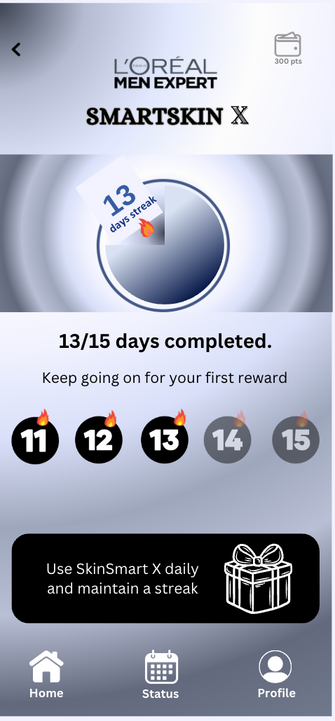 300 pts
L'ORÉAL
MEN EXPERT
SMARTSKIN X
13
days streak
13/15 days completed.
Keep going on for your first reward
11 12 13 14 15
Use SkinSmart X daily
and maintain a streak
Home Status Profile